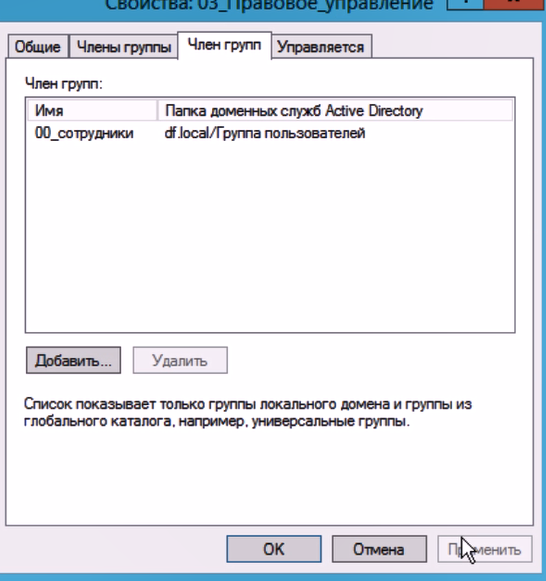 Свойства: 03_Правовое_управление
Общие Члены группы Член групп Управляется
Член групп:
Имя Папка доменных служб Active Directory
00_сотрудники df.local/Группа пользователей
Добавить... Удалить
Список показывает только группы локального домена и группы из
глобального каталога, например, универсальные группы.
OK Отмена Применить